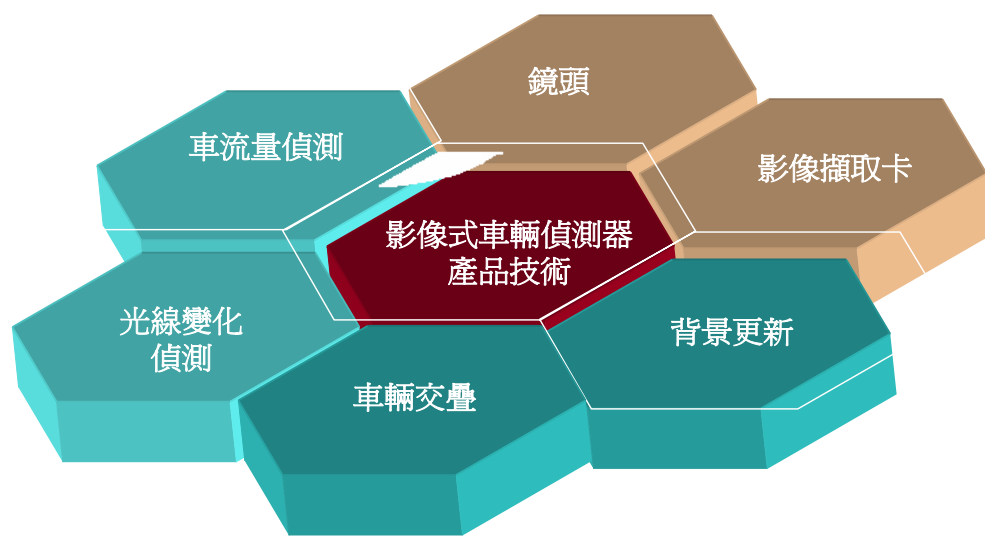 鏡頭
車流量偵測
影像擷取卡
影像式車輛偵測器
產品技術
光線變化
偵測
背景更新
車輛交疊